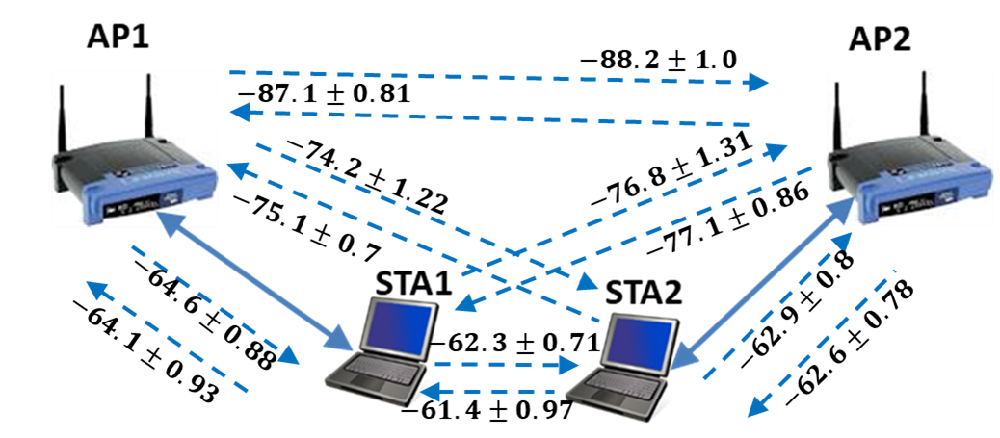 AP1
AP2
−88.2 ± 1.0
−87.1 ± 0.81
−74.2 ± 1.22
−76.8 ± 1.31
−75.1 ± 0.7
−77.1 ± 0.86
STA1
STA2
−64.6 ± 0.88
−64.1 ± 0.93
−62.3 ± 0.71
−61.4 ± 0.97
−62.9 ± 0.8
−62.6 ± 0.78